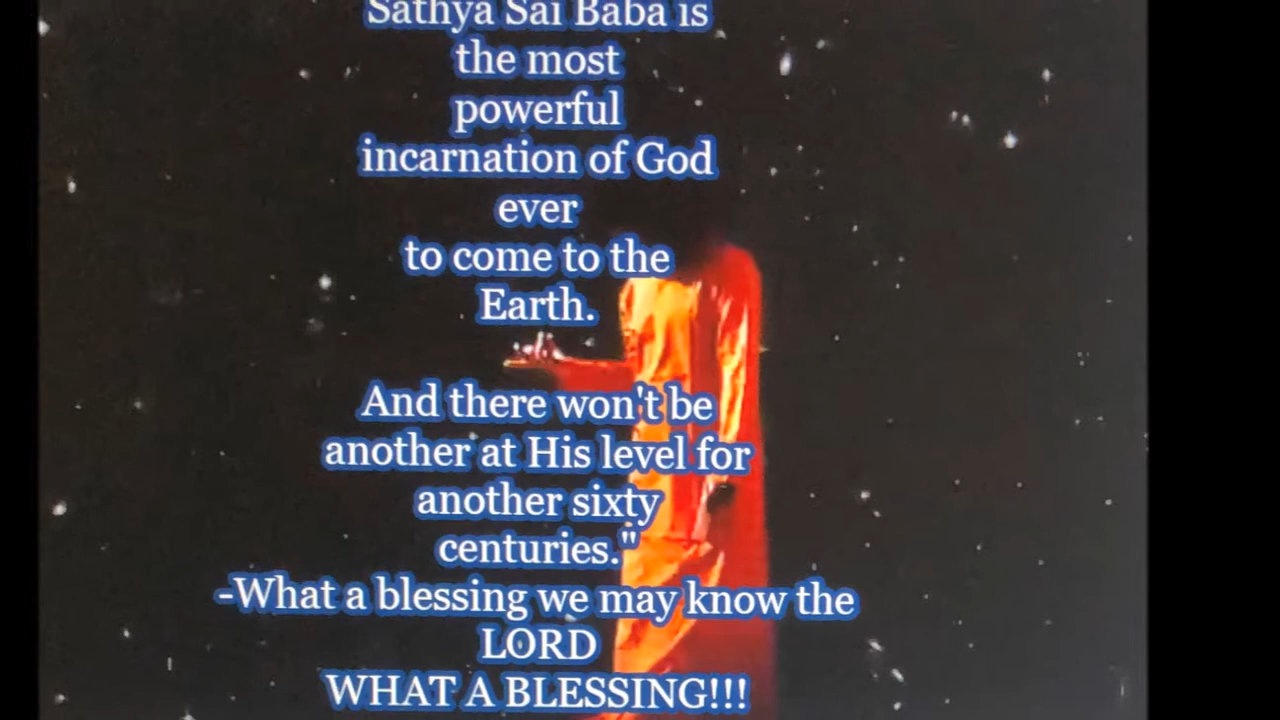 Sathya Sai Baba is
the most
powerful
incarnation of God
ever
to come to the
Earth.
And there won't be
another at His level for
another sixty
centuries."
-What a blessing we may know the
LORD
WHAT A BLESSING!!!